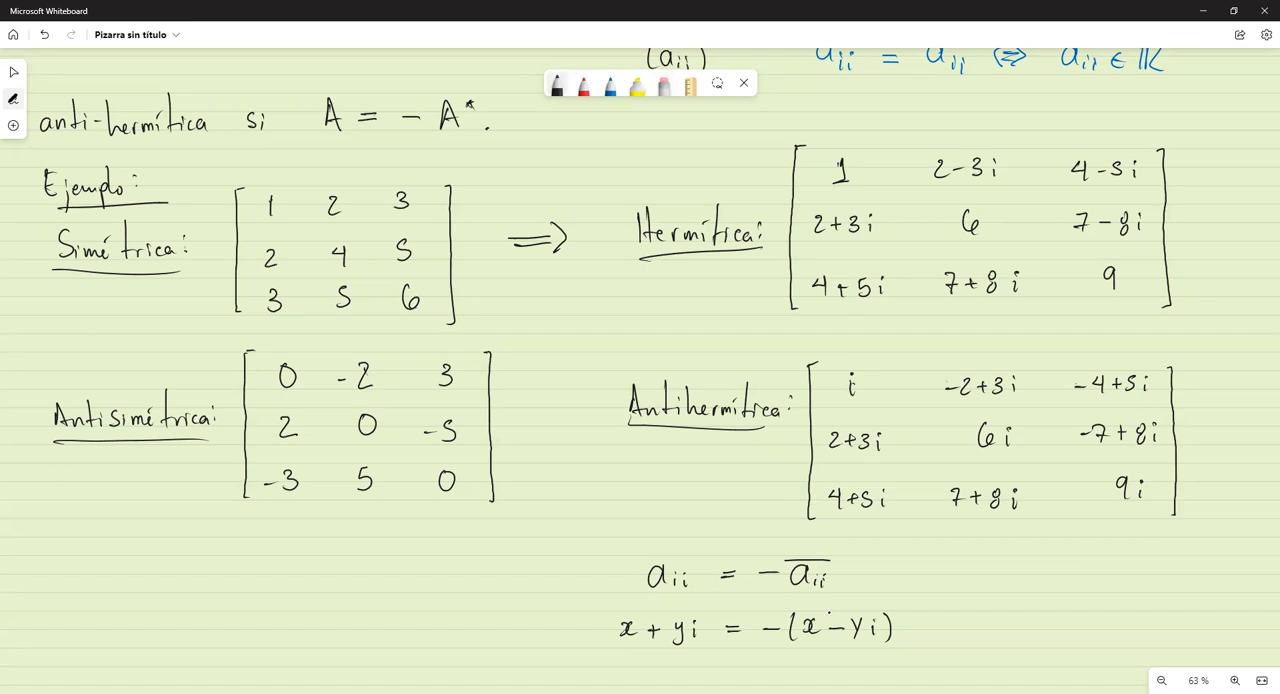 Microsoft Whiteboard
Pizarra sin título
(aᵢᵢ) aᵢᵢ = aᵢᵢ ⇔ aᵢᵢ ∈ ℝ
anti-hermítica si A = - A*.
Ejemplo:
Simétrica:
1 2 3
2 4 5
3 5 6
⟹
Hermítica:
1 2-3i 4-5i
2+3i 6 7-8i
4+5i 7+8i 9
Antisimétrica:
0 -2 3
2 0 -5
-3 5 0
Antihermítica:
i -2+3i -4+5i
2+3i 6i -7+8i
4+5i 7+8i 9i
aᵢᵢ = - a̅ᵢᵢ
x + yi = -(x - yi)
63 %